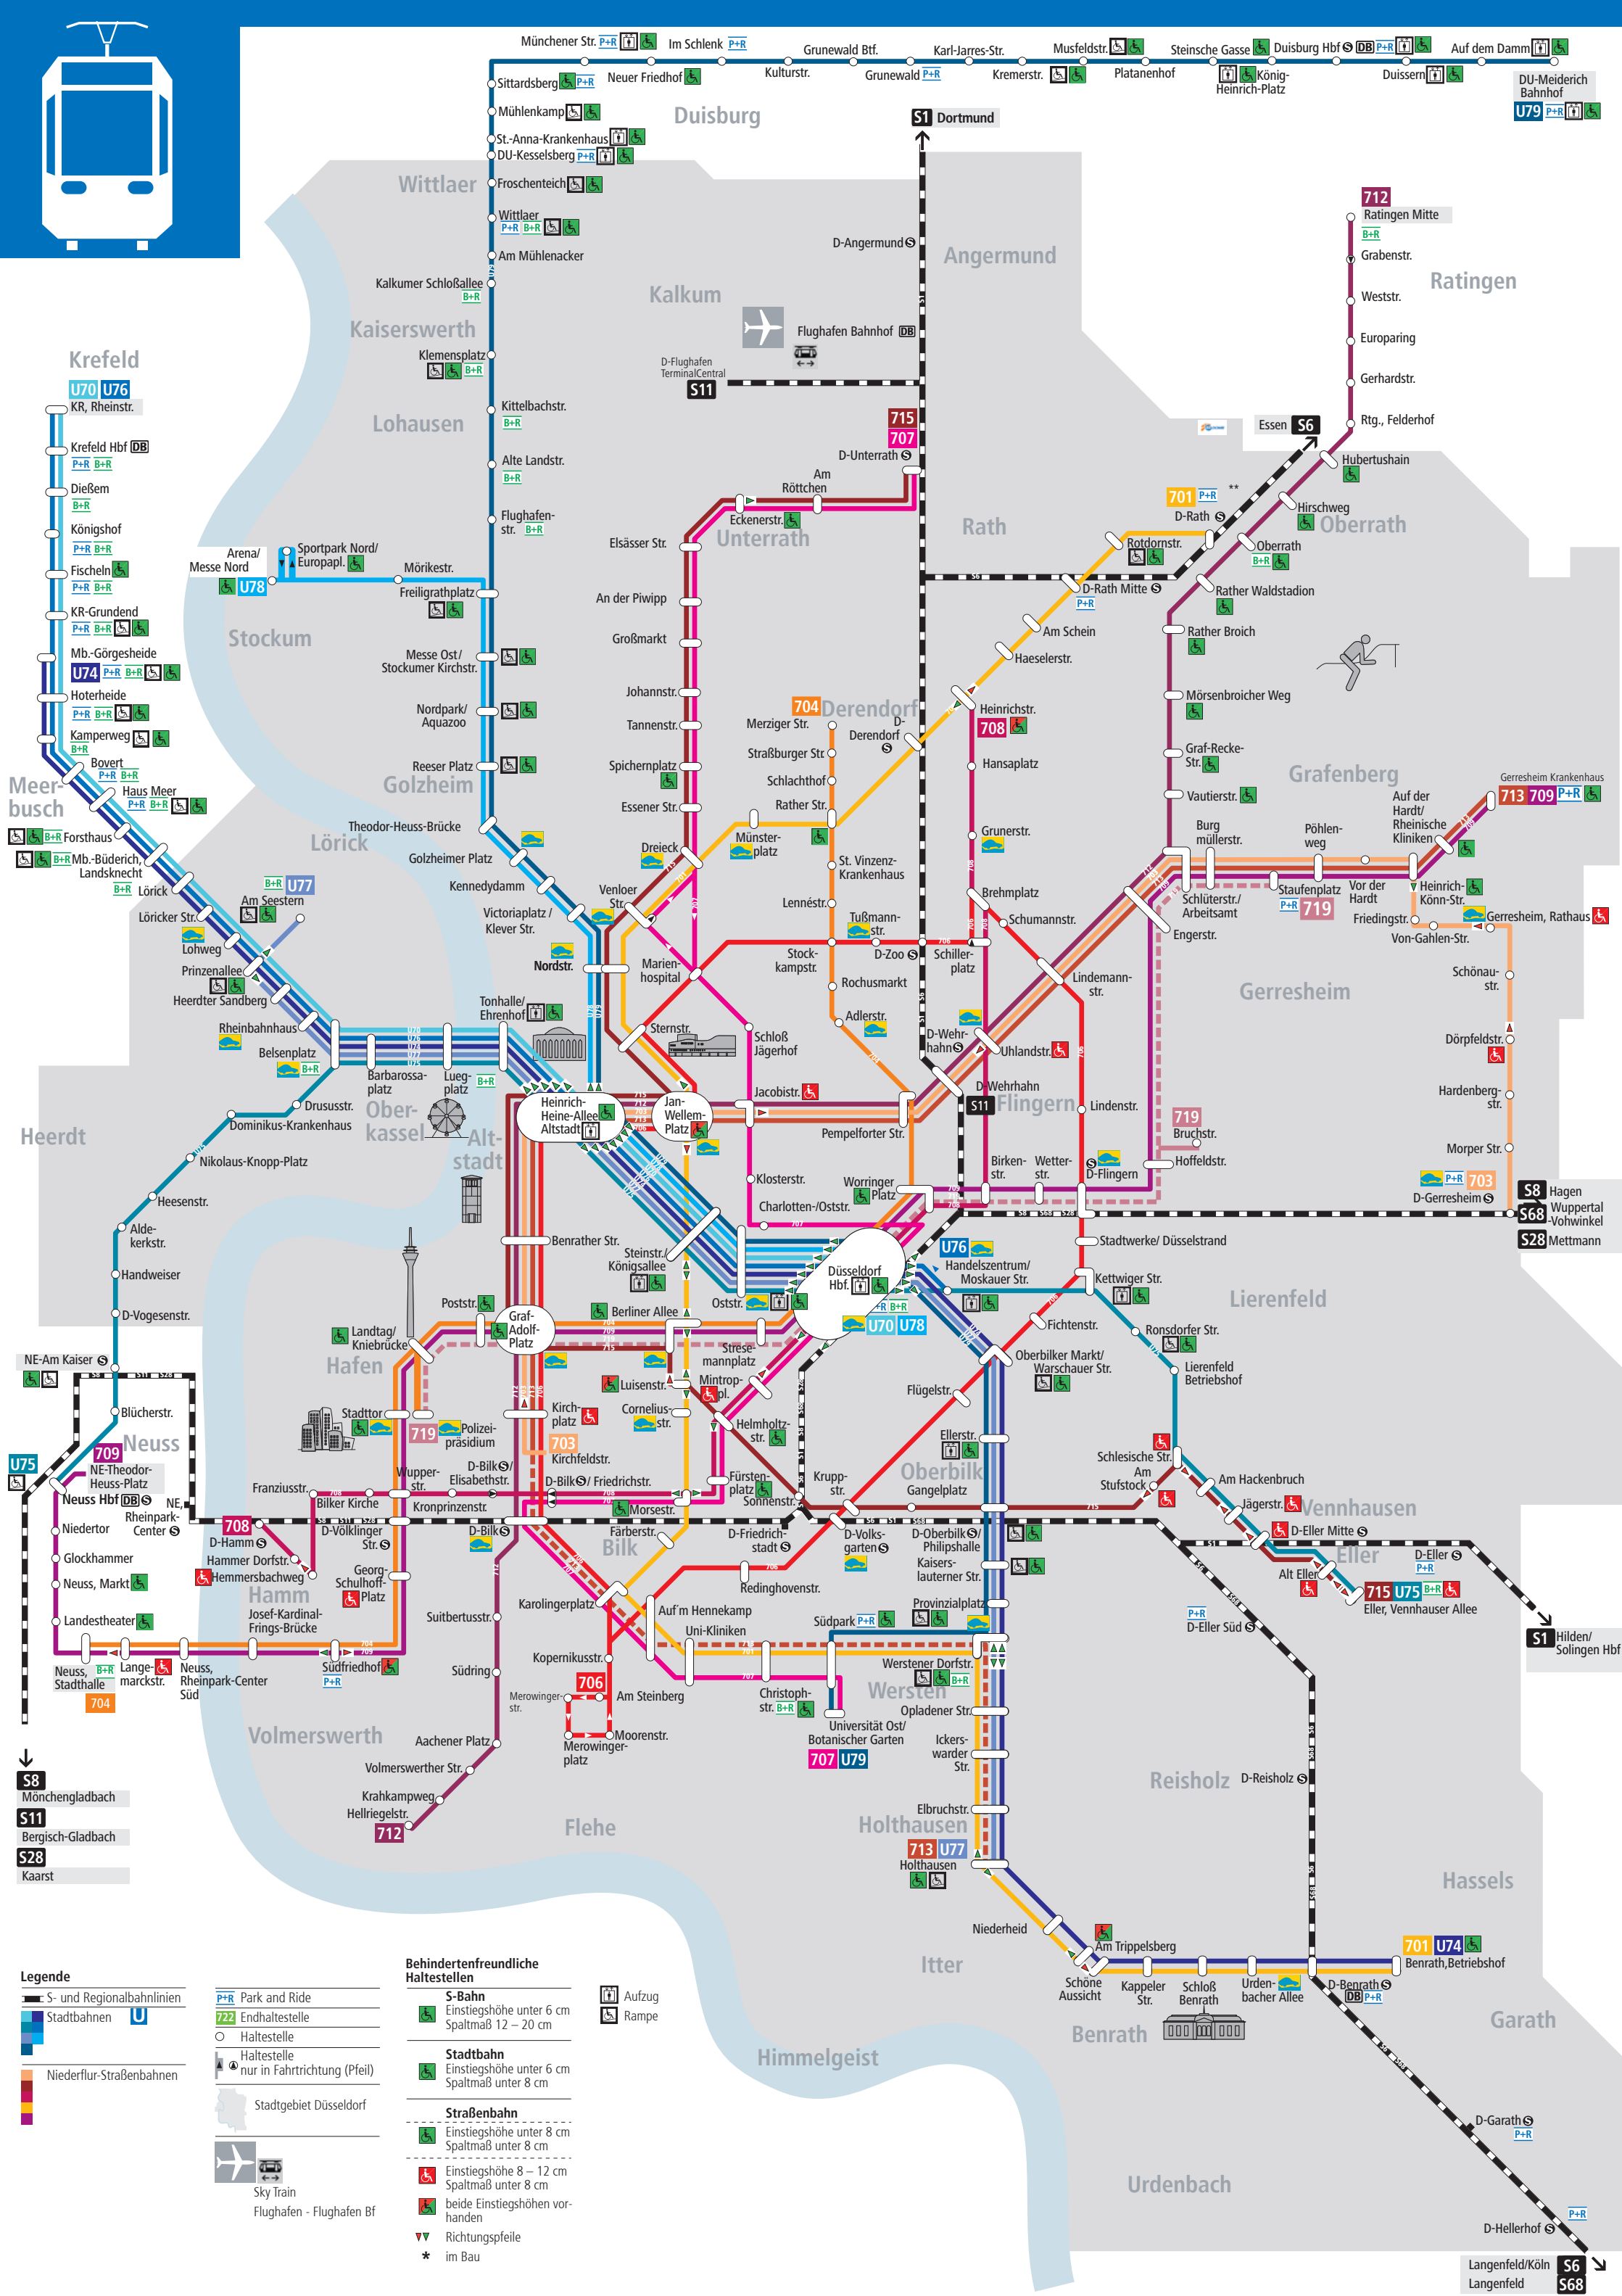 Münchener Str. P+R
Im Schlenk P+R
Grunewald Btf.
Karl-Jarres-Str.
Musfeldstr.
Steinsche Gasse
Duisburg Hbf S DB P+R
Auf dem Damm
Sittardsberg P+R
Neuer Friedhof
Kulturstr.
Grunewald P+R
Kremerstr.
Platanenhof
König-
Heinrich-Platz
Duissern
DU-Meiderich
Bahnhof
U79 P+R
Mühlenkamp
St.-Anna-Krankenhaus
DU-Kesselsberg P+R
Duisburg
S1 Dortmund
Wittlaer
Froschenteich
Wittlaer
P+R B+R
Am Mühlenacker
Kalkumer Schloßallee
B+R
Kaiserswerth
Klemensplatz
B+R
Kalkum
D-Angermund S
Angermund
Flughafen Bahnhof DB
D-Flughafen
TerminalCentral
S11
712
Ratingen Mitte
B+R
Grabenstr.
Ratingen
Weststr.
Europaring
Gerhardstr.
Rtg., Felderhof
Krefeld
U70 U76
KR, Rheinstr.
Krefeld Hbf DB
P+R B+R
Dießem
B+R
Königshof
P+R B+R
Fischeln
P+R B+R
KR-Grundend
P+R B+R
Mb.-Görgesheide
U74 P+R B+R
Hoterheide
P+R B+R
Kamperweg
B+R
Bovert
P+R B+R
Meer-
busch
Haus Meer
P+R B+R
B+R Forsthaus
B+R Mb.-Büderich,
Landsknecht
B+R Lörick
Löricker Str.
Lohweg
Prinzenallee
Heerdter Sandberg
Rheinbahnhaus
Belsenplatz
B+R
B+R U77
Am Seestern
Lörick
Lohausen
Kittelbachstr.
B+R
Alte Landstr.
B+R
Flughafen-
str. B+R
Arena/
Messe Nord
U78
Sportpark Nord/
Europapl.
Mörikestr.
Freiligrathplatz
Stockum
Messe Ost/
Stockumer Kirchstr.
Nordpark/
Aquazoo
Reeser Platz
Golzheim
Theodor-Heuss-Brücke
Golzheimer Platz
Kennedydamm
Victoriaplatz /
Klever Str.
Nordstr.
Tonhalle/
Ehrenhof
715
707
D-Unterrath S
Am
Röttchen
Eckenerstr.
Unterrath
Elsässer Str.
An der Piwipp
Großmarkt
Johannstr.
Tannenstr.
Spichernplatz
Essener Str.
Dreieck
Venloer
Str.
Münster-
platz
Marien-
hospital
Sternstr.
Schloß
Jägerhof
Jacobistr.
Essen S6
701 P+R **
D-Rath S
Rath
Rotdornstr.
D-Rath Mitte S
P+R
Am Schein
Haeselerstr.
Heinrichstr.
708
Hubertushain
Hirschweg
Oberrath
Oberrath
B+R
Rather Waldstadion
Rather Broich
Mörsenbroicher Weg
Graf-Recke-
Str.
Vautierstr.
Grafenberg
704 Derendorf
Merziger Str.
D-
Derendorf
S
Straßburger Str.
Schlachthof
Rather Str.
St. Vinzenz-
Krankenhaus
Lennéstr.
Tußmann-
str.
Stock-
kampstr.
D-Zoo S
Rochusmarkt
Adlerstr.
Hansaplatz
Grunerstr.
Brehmplatz
Schumannstr.
Schiller-
platz
Lindemann-
str.
D-Wehr-
hahn S
Uhlandstr.
D-Wehrhahn
S11
Flingern
Lindenstr.
Pempelforter Str.
Burg
müllerstr.
Pöhlen-
weg
Auf der
Hardt/
Rheinische
Kliniken
Gerresheim Krankenhaus
713 709 P+R
Schlüterstr./
Arbeitsamt
Engerstr.
Staufenplatz
P+R 719
Vor der
Hardt
Heinrich-
Könn-Str.
Friedingstr.
Von-Gahlen-Str.
Gerresheim, Rathaus
Gerresheim
Schönau-
str.
Dörpfeldstr.
Hardenberg-
str.
Morper Str.
P+R 703
D-Gerresheim S
S8 Hagen
S68 Wuppertal
-Vohwinkel
S28 Mettmann
719
Bruchstr.
Hoffeldstr.
Birken-
str.
Wetter-
str.
S
D-Flingern
Worringer
Platz
Klosterstr.
Charlotten-/Oststr.
Stadtwerke/ Düsselstrand
Kettwiger Str.
Lierenfeld
Ronsdorfer Str.
Lierenfeld
Betriebshof
U76
Handelszentrum/
Moskauer Str.
Düsseldorf
Hbf.
P+R B+R
U70 U78
Fichtenstr.
Oberbilker Markt/
Warschauer Str.
Flügelstr.
Ellerstr.
Oberbilk
Gangelplatz
Heinrich-
Heine-Allee
Altstadt
Jan-
Wellem-
Platz
Barbarossa-
platz
Lueg-
platz
B+R
Ober-
kassel
Alt-
stadt
Drususstr.
Dominikus-Krankenhaus
Heerdt
Nikolaus-Knopp-Platz
Heesenstr.
Alde-
kerkstr.
Handweiser
D-Vogesenstr.
NE-Am Kaiser S
Blücherstr.
Neuss
U75
709
NE-Theodor-
Heuss-Platz
Neuss Hbf DB S
NE,
Rheinpark-
Center S
Niedertor
Glockhammer
Neuss, Markt
Landestheater
Neuss,
Stadthalle
B+R
704
Lange-
marckstr.
Neuss,
Rheinpark-Center
Süd
Josef-Kardinal-
Frings-Brücke
Südfriedhof
P+R
Benrather Str.
Steinstr./
Königsallee
Oststr.
Berliner Allee
Poststr.
Graf-
Adolf-
Platz
Landtag/
Kniebrücke
Hafen
Strese-
mannplatz
Luisenstr.
Mintrop-
pl.
Cornelius-
str.
Helmholtz-
str.
Stadttor
719
Polizei-
präsidium
Kirch-
platz
703
Kirchfeldstr.
Wupper-
str.
D-Bilk S/
Elisabethstr.
D-Bilk S/ Friedrichstr.
Fürsten-
platz
Sonnenstr.
Krupp-
str.
Franziusstr.
Bilker Kirche
Kronprinzenstr.
Morsestr.
708
D-Hamm S
D-Völklinger
Str. S
D-Bilk S
Färberstr.
Bilk
D-Friedrich-
stadt S
D-Volks-
garten S
D-Oberbilk S/
Philipshalle
Hammer Dorfstr.
Hemmersbachweg
Hamm
Georg-
Schulhoff-
Platz
Kaisers-
lauterner Str.
Redinghovenstr.
Karolingerplatz
Suitbertusstr.
Auf'm Hennekamp
Uni-Kliniken
Südpark P+R
Provinzialplatz
Schlesische Str.
Am
Stufstock
Am Hackenbruch
Jägerstr.
Vennhausen
D-Eller Mitte S
Eller
D-Eller S
P+R
Alt Eller
715 U75 B+R
Eller, Vennhauser Allee
P+R
D-Eller Süd S
S1 Hilden/
Solingen Hbf
Kopernikusstr.
Südring
706
Merowinger-
str.
Am Steinberg
Moorenstr.
Merowinger-
platz
Christoph-
str. B+R
Universität Ost/
Botanischer Garten
707 U79
Werstener Dorfstr.
B+R
Wersten
Opladener Str.
Ickers-
warder
Str.
Elbruchstr.
Holthausen
713 U77
Holthausen
Volmerswerth
Aachener Platz
Volmerswerther Str.
Krahkampweg
Hellriegelstr.
712
Flehe
Reisholz
D-Reisholz S
Hassels
Niederheid
Am Trippelsberg
Itter
Schöne
Aussicht
Kappeler
Str.
Schloß
Benrath
Urden-
bacher Allee
D-Benrath S
DB P+R
701 U74
Benrath,Betriebshof
Benrath
Himmelgeist
Garath
D-Garath S
P+R
Urdenbach
P+R
D-Hellerhof S
Langenfeld/Köln S6
Langenfeld S68
S8
Mönchengladbach
S11
Bergisch-Gladbach
S28
Kaarst
Legende
S- und Regionalbahnlinien
Stadtbahnen U
Niederflur-Straßenbahnen
P+R Park and Ride
722 Endhaltestelle
Haltestelle
Haltestelle
nur in Fahrtrichtung (Pfeil)
Stadtgebiet Düsseldorf
Sky Train
Flughafen - Flughafen Bf
Behindertenfreundliche
Haltestellen
S-Bahn
Einstiegshöhe unter 6 cm
Spaltmaß 12 – 20 cm
Stadtbahn
Einstiegshöhe unter 6 cm
Spaltmaß unter 8 cm
Straßenbahn
Einstiegshöhe unter 8 cm
Spaltmaß unter 8 cm
Einstiegshöhe 8 – 12 cm
Spaltmaß unter 8 cm
beide Einstiegshöhen vor-
handen
Richtungspfeile
* im Bau
Aufzug
Rampe